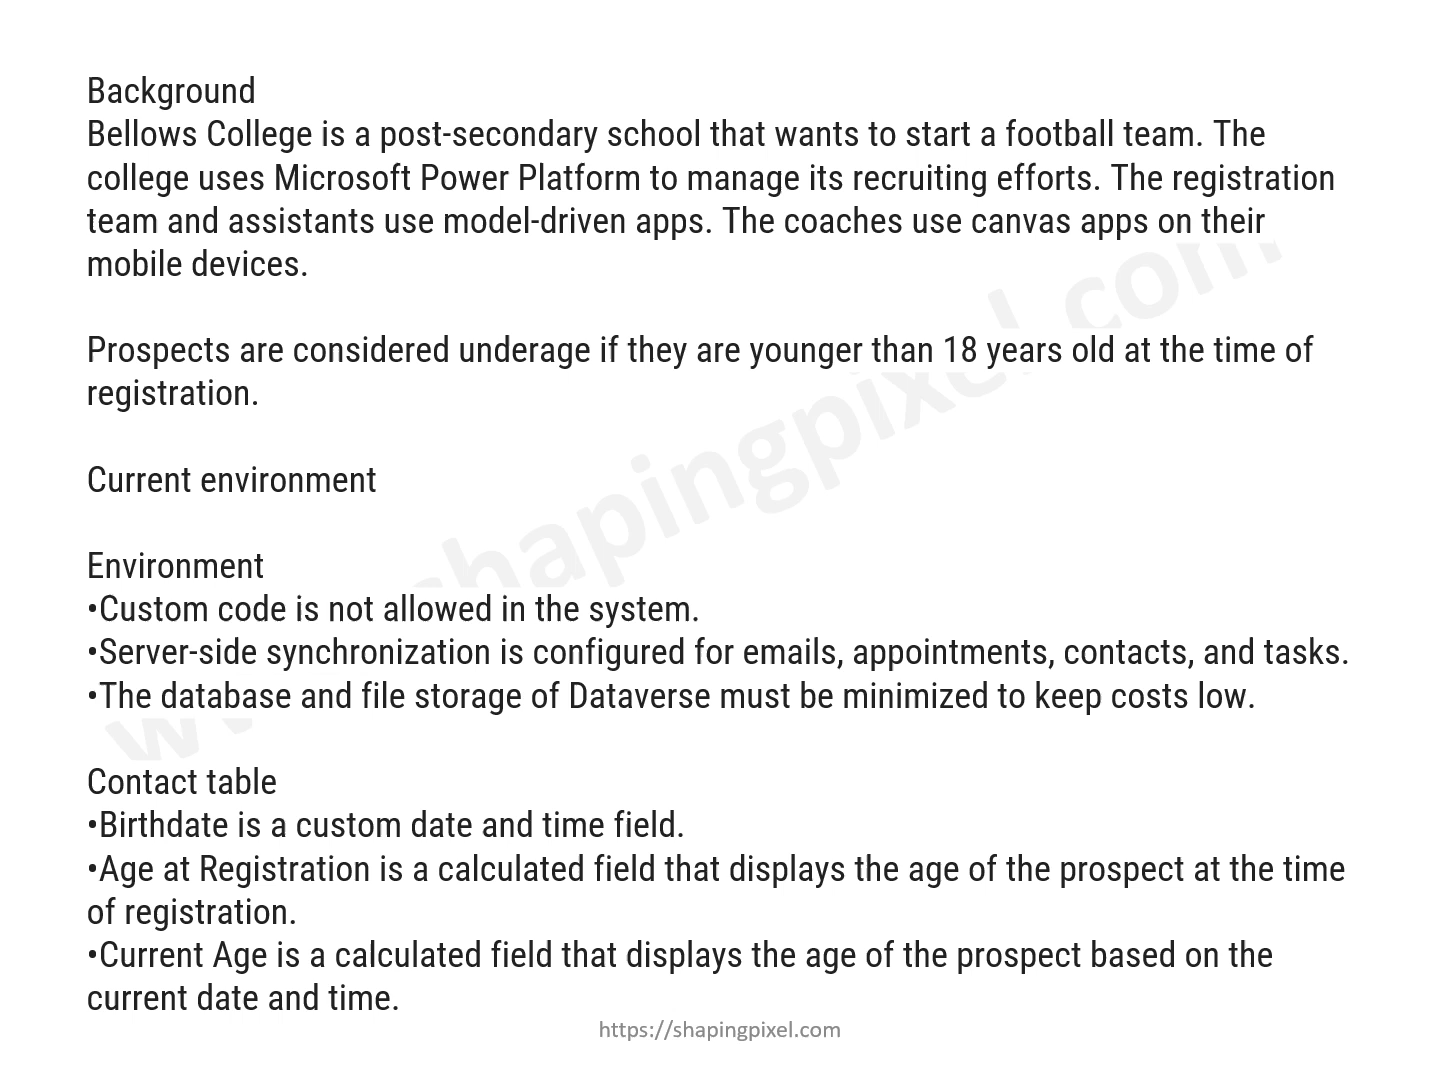 Background
Bellows College is a post-secondary school that wants to start a football team. The
college uses Microsoft Power Platform to manage its recruiting efforts. The registration
team and assistants use model-driven apps. The coaches use canvas apps on their
mobile devices.
Prospects are considered underage if they are younger than 18 years old at the time of
registration.
Current environment
Environment
•Custom code is not allowed in the system.
•Server-side synchronization is configured for emails, appointments, contacts, and tasks.
•The database and file storage of Dataverse must be minimized to keep costs low.
Contact table
•Birthdate is a custom date and time field.
•Age at Registration is a calculated field that displays the age of the prospect at the time
of registration.
•Current Age is a calculated field that displays the age of the prospect based on the
current date and time.
https://shapingpixel.com